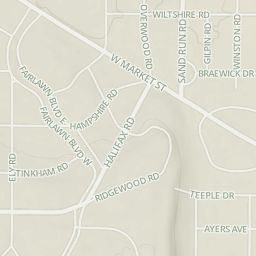 WILTSHIRE RD
OVERWOOD RD
SAND RUN RD
GILPIN RD
WINSTON RD
W MARKET ST
BRAEWICK DR
FAIRLAWN BLVD E
HAMPSHIRE RD
FAIRLAWN BLVD W
HALIFAX RD
ELY RD
TINKHAM RD
RIDGEWOOD RD
TEEPLE DR
AYERS AVE